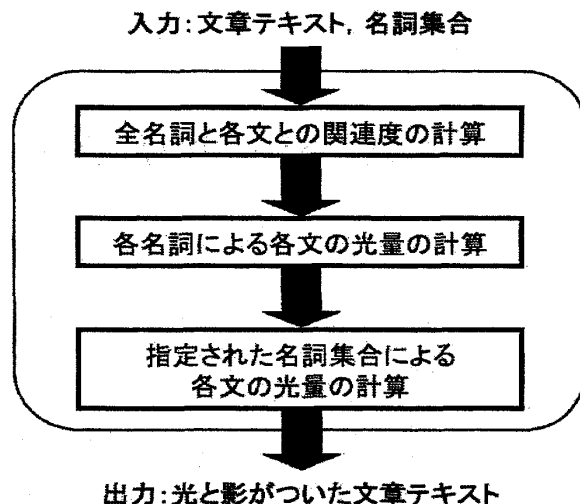 入力:文章テキスト, 名詞集合
全名詞と各文との関連度の計算
各名詞による各文の光量の計算
指定された名詞集合による
各文の光量の計算
出力:光と影がついた文章テキスト